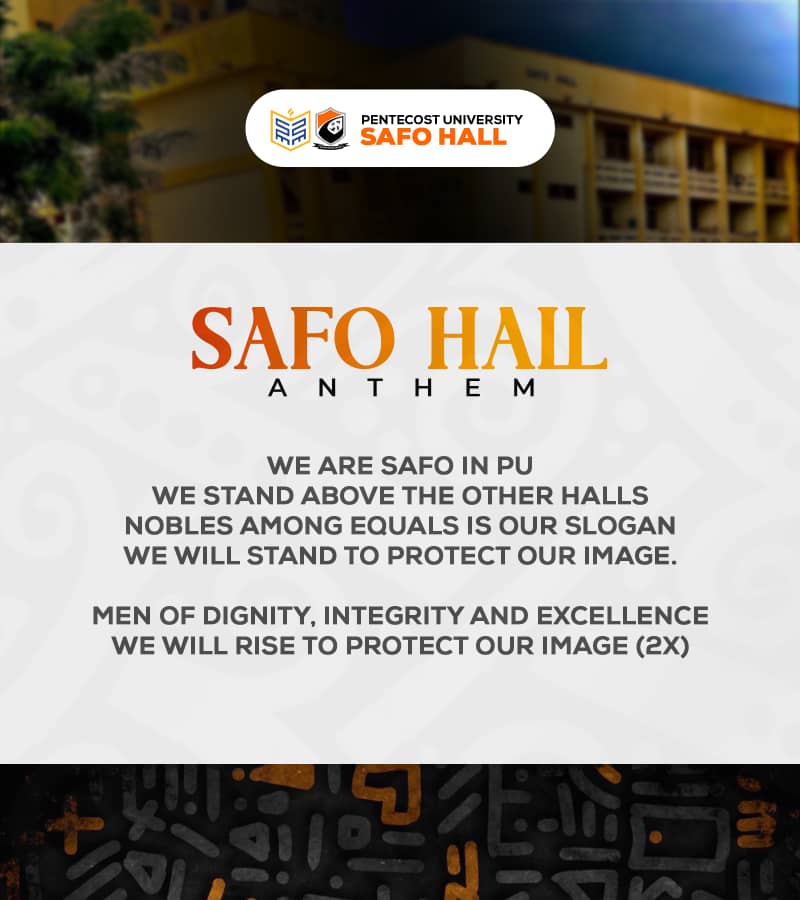 SAFO HALL
PENTECOST UNIVERSITY
SAFO HALL
SAFO HALL
ANTHEM
WE ARE SAFO IN PU
WE STAND ABOVE THE OTHER HALLS
NOBLES AMONG EQUALS IS OUR SLOGAN
WE WILL STAND TO PROTECT OUR IMAGE.
MEN OF DIGNITY, INTEGRITY AND EXCELLENCE
WE WILL RISE TO PROTECT OUR IMAGE (2X)